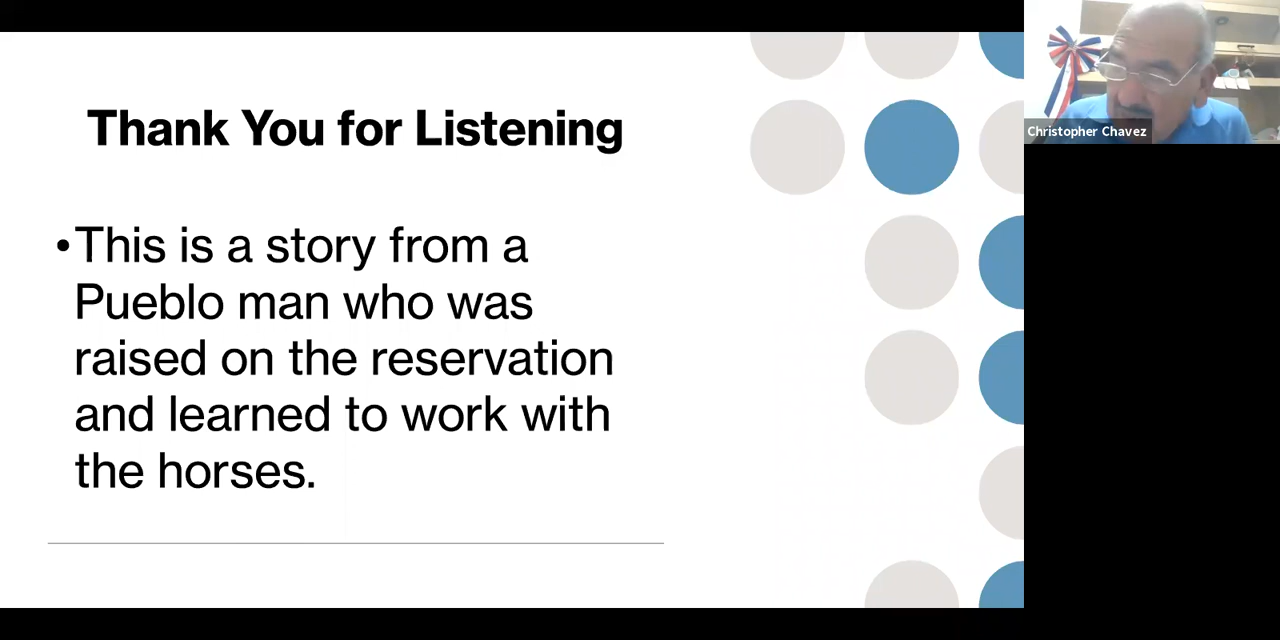 Thank You for Listening
•This is a story from a
Pueblo man who was
raised on the reservation
and learned to work with
the horses.
Christopher Chavez